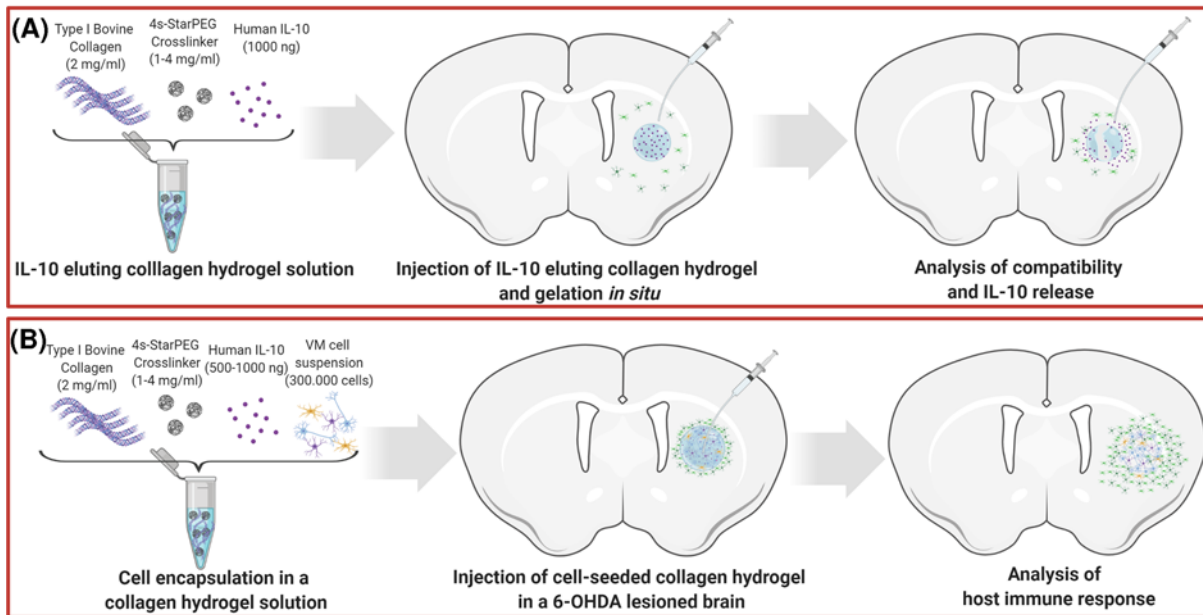 (A)
Type I Bovine
Collagen
(2 mg/ml)
4s-StarPEG
Crosslinker
(1-4 mg/ml)
Human IL-10
(1000 ng)
IL-10 eluting colllagen hydrogel solution
Injection of IL-10 eluting collagen hydrogel
and gelation in situ
Analysis of compatibility
and IL-10 release
(B)
Type I Bovine
Collagen
(2 mg/ml)
4s-StarPEG
Crosslinker
(1-4 mg/ml)
Human IL-10
(500-1000 ng)
VM cell
suspension
(300.000 cells)
Cell encapsulation in a
collagen hydrogel solution
Injection of cell-seeded collagen hydrogel
in a 6-OHDA lesioned brain
Analysis of
host immune response